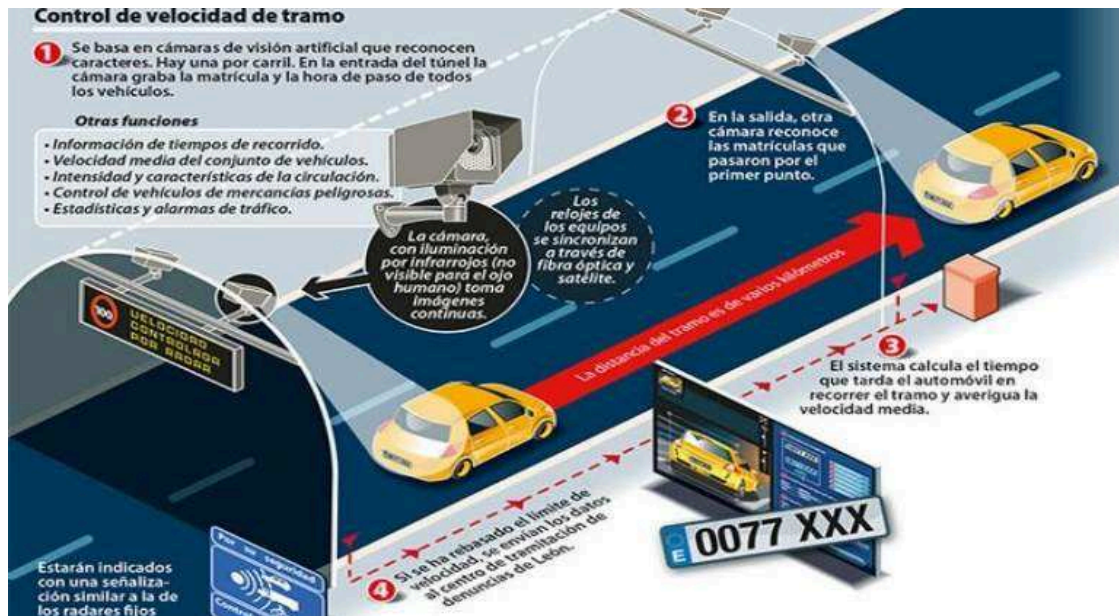 Control de velocidad de tramo
1
Se basa en cámaras de visión artificial que reconocen
caracteres. Hay una por carril. En la entrada del túnel la
cámara graba la matrícula y la hora de paso de todos
los vehículos.
Otras funciones
• Información de tiempos de recorrido.
• Velocidad media del conjunto de vehículos.
• Intensidad y características de la circulación.
• Control de vehículos de mercancías peligrosas.
• Estadísticas y alarmas de tráfico.
La cámara,
con iluminación
por infrarrojos (no
visible para el ojo
humano) toma
imágenes
continuas.
Los
relojes de
los equipos
se sincronizan
a través de
fibra óptica y
satélite.
2
En la salida, otra
cámara reconoce
las matrículas que
pasaron por el
primer punto.
100
VELOCIDAD
CONTROLADA
POR RADAR
La distancia del tramo es de varios kilómetros
3
El sistema calcula el tiempo
que tarda el automóvil en
recorrer el tramo y averigua la
velocidad media.
4
Si se ha rebasado el límite de
velocidad, se envían los datos
al centro de tramitación de
denuncias de León.
E
0077 XXX
Estarán indicados
con una señaliza-
ción similar a la de
los radares fijos
Por su seguridad